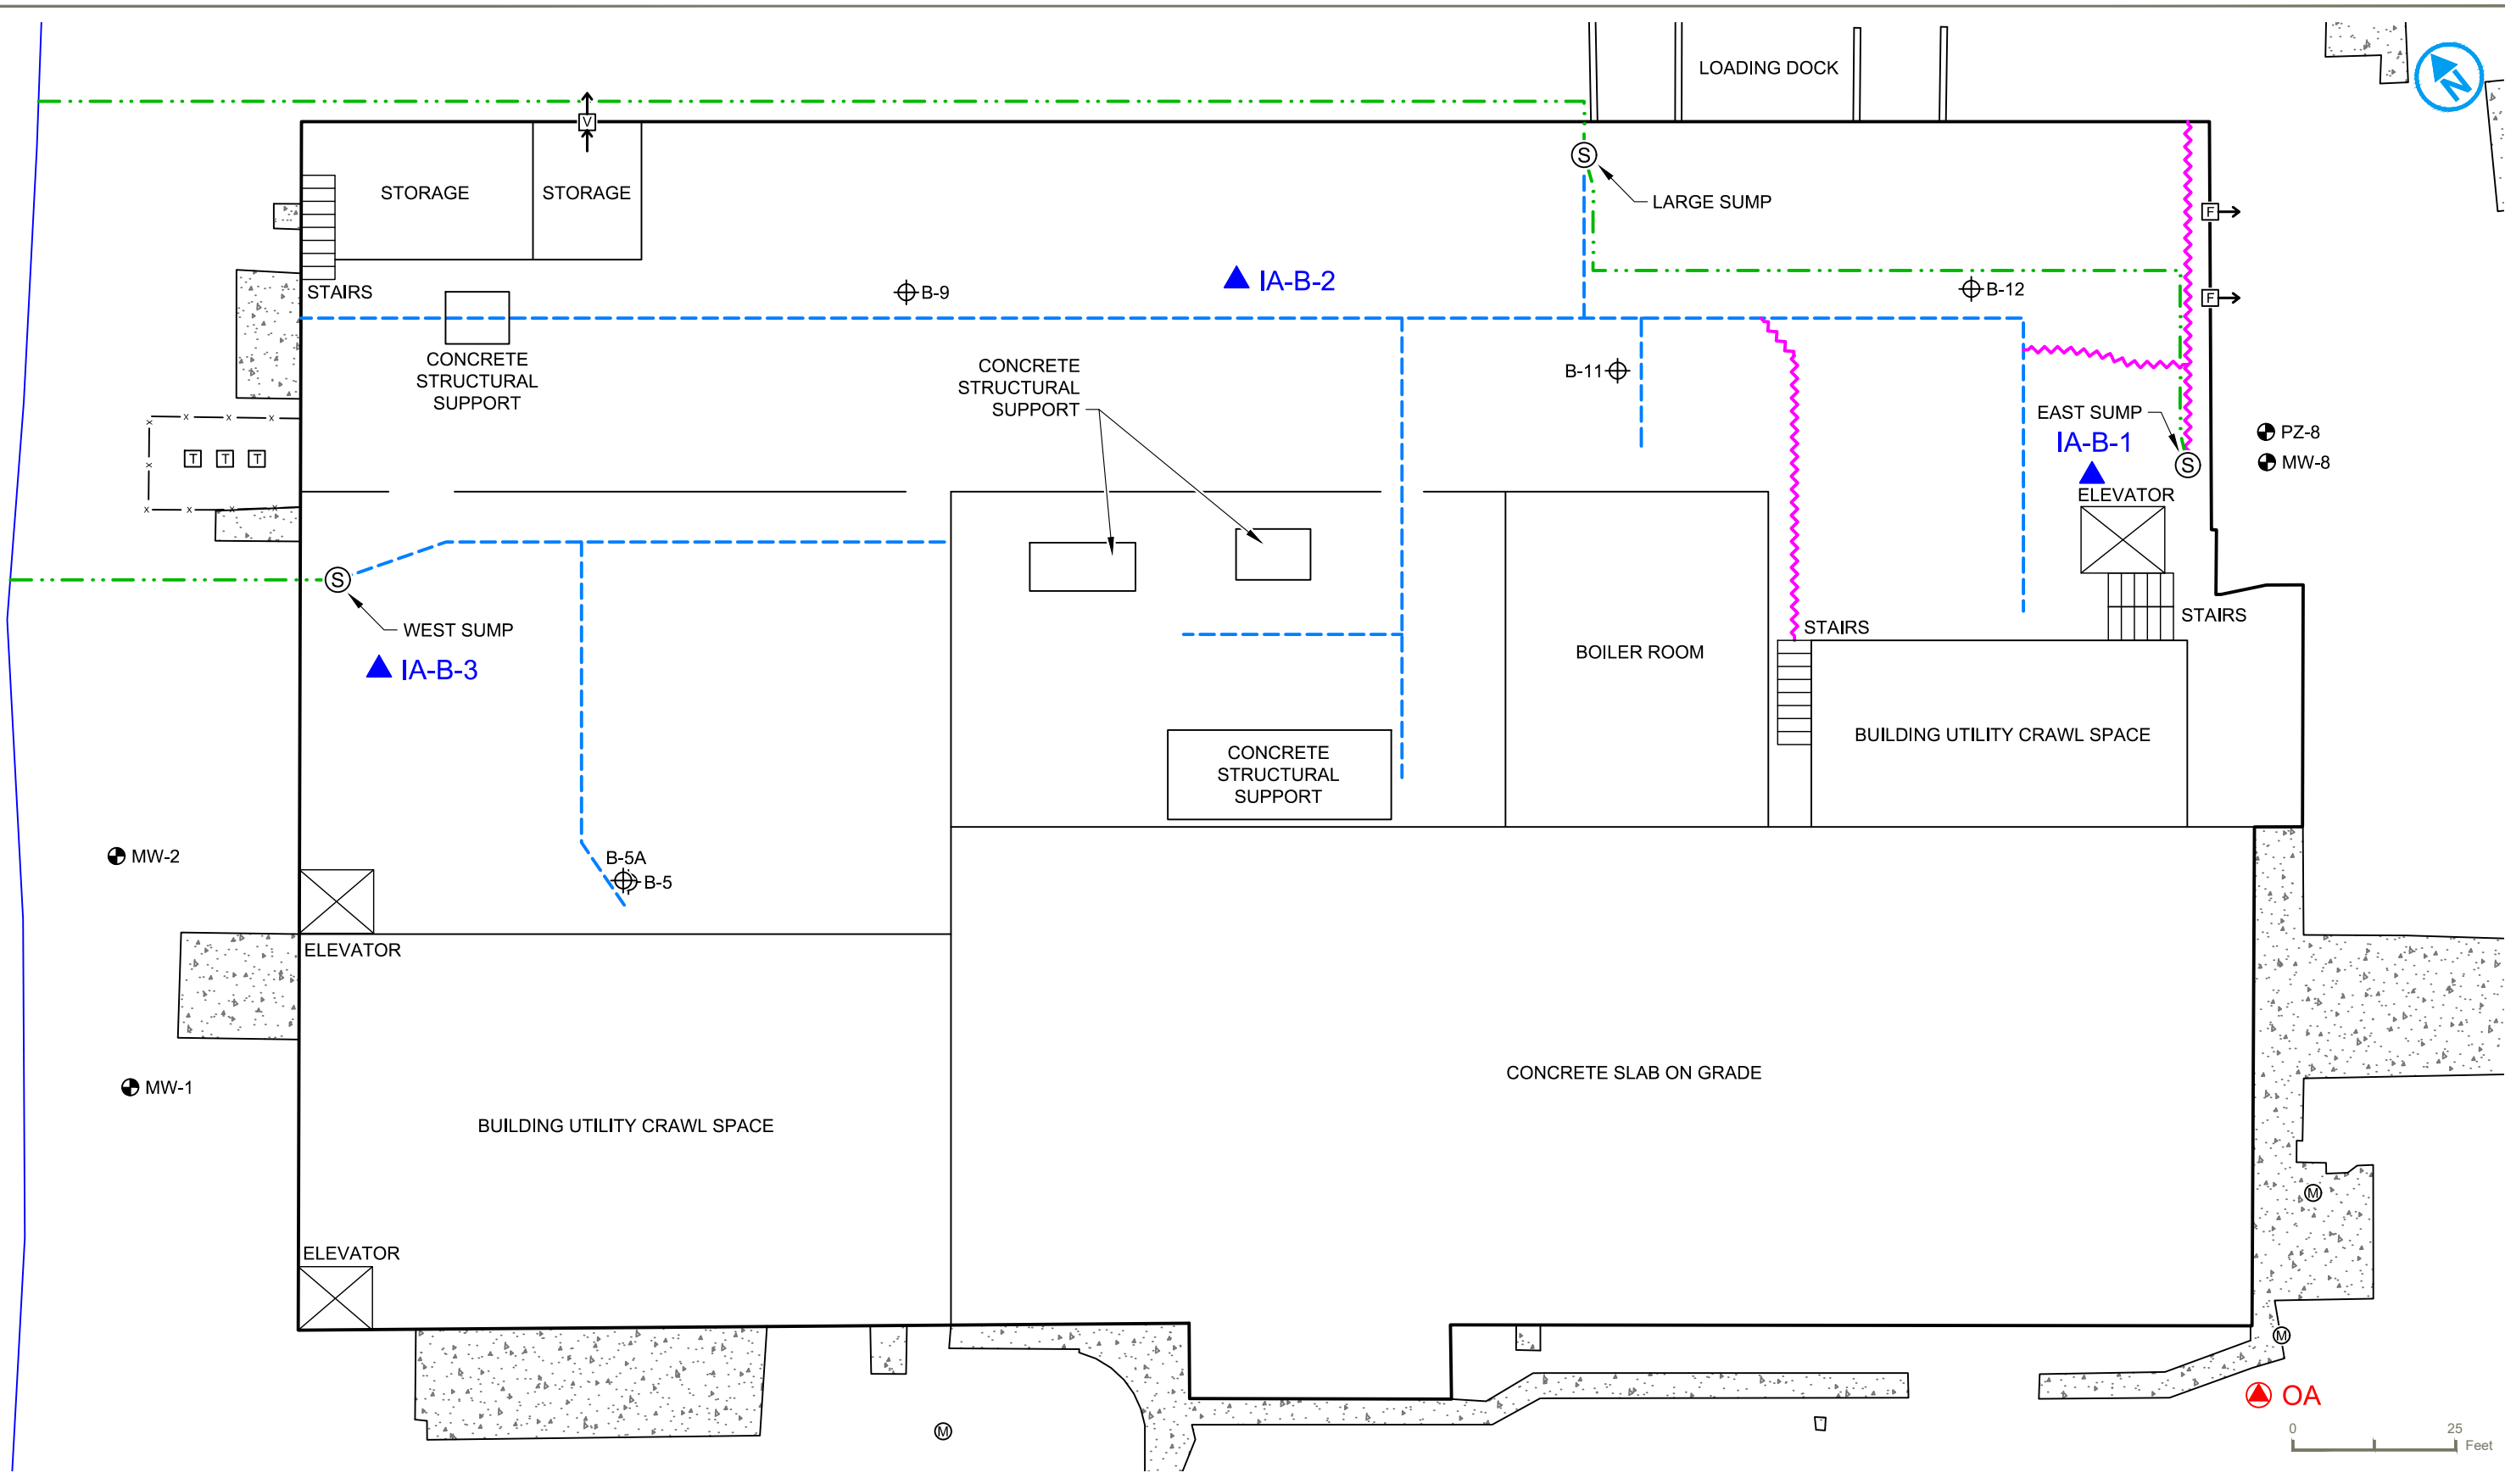 LOADING DOCK
N
V
S
STORAGE
STORAGE
LARGE SUMP
F
STAIRS
IA-B-2
B-9
B-12
F
CONCRETE
STRUCTURAL
SUPPORT
CONCRETE
STRUCTURAL
SUPPORT
B-11
EAST SUMP
IA-B-1
PZ-8
MW-8
x x x
x
x
x x x x
T T T
S
ELEVATOR
S
WEST SUMP
IA-B-3
STAIRS
STAIRS
BOILER ROOM
BUILDING UTILITY CRAWL SPACE
CONCRETE
STRUCTURAL
SUPPORT
MW-2
B-5A
B-5
ELEVATOR
MW-1
CONCRETE SLAB ON GRADE
BUILDING UTILITY CRAWL SPACE
M
ELEVATOR
M
OA
M
0 25
Feet